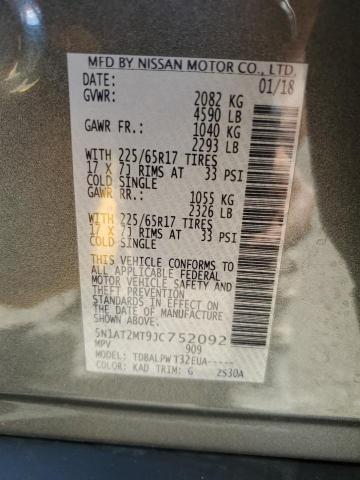 MFD BY NISSAN MOTOR CO., LTD.
DATE: 01/18
GVWR: 2082 KG
4590 LB
GAWR FR.: 1040 KG
2293 LB
WITH 225/65R17 TIRES
17 X 7J RIMS AT 33 PSI
COLD SINGLE
GAWR RR.: 1055 KG
2326 LB
WITH 225/65R17 TIRES
17 X 7J RIMS AT 33 PSI
COLD SINGLE
THIS VEHICLE CONFORMS TO
ALL APPLICABLE FEDERAL
MOTOR VEHICLE SAFETY AND
THEFT PREVENTION
STANDARDS IN EFFECT ON
THE DATE OF MANUFACTURE
SHOWN ABOVE.
5N1AT2MT9JC752092
MPV 909
MODEL: TDBALPW T32EUA-----
COLOR: KAD TRIM: G 2S30A